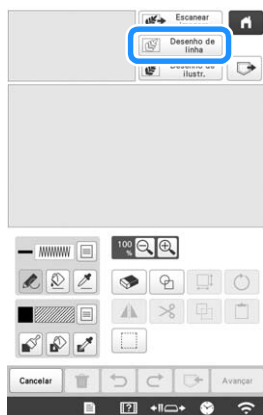 Escanear
Desenho de
linha
Desenho de
ilustr.
100
%
Cancelar
Avançar